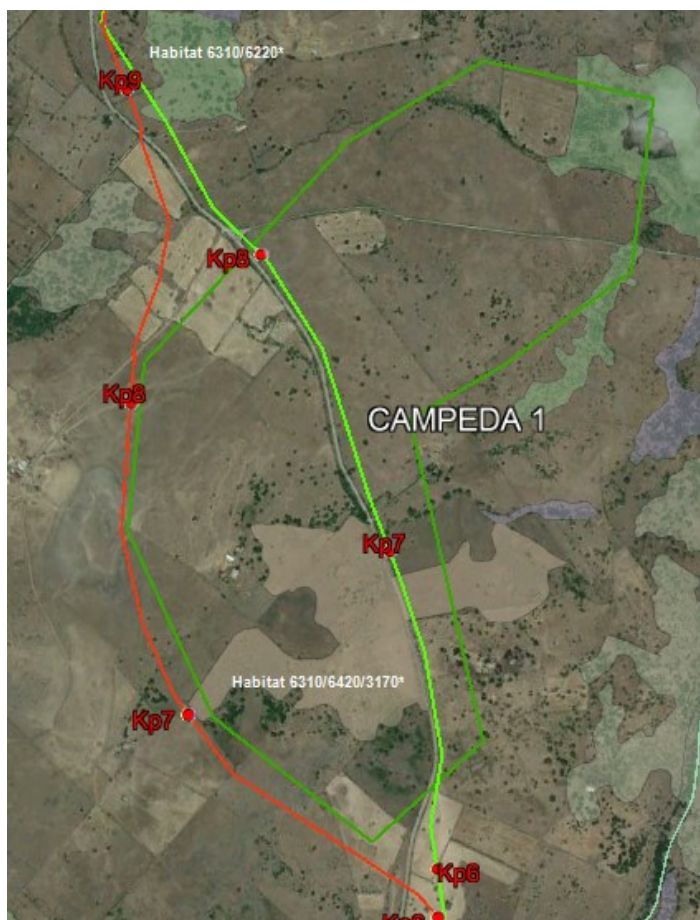 Habitat 6310/6220*
Kp9
Kp8
Kp8
CAMPEDA 1
Kp7
Habitat 6310/6420/3170*
Kp7
Kp6